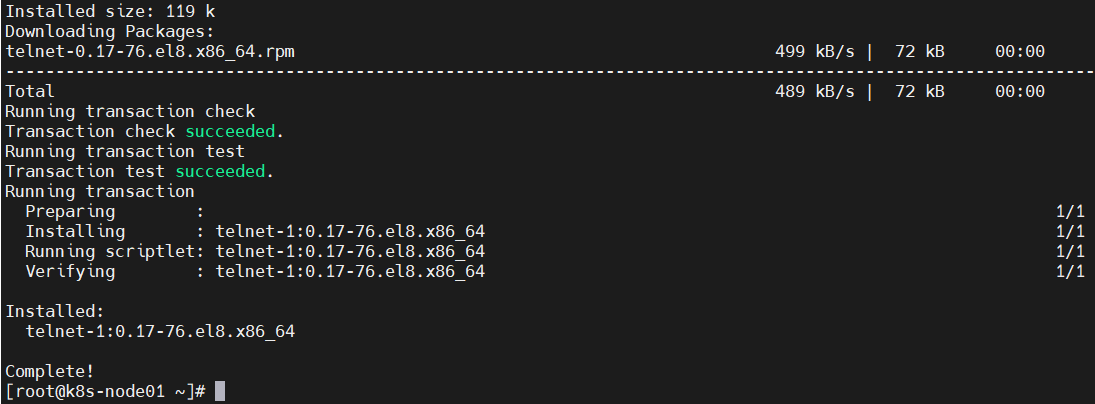 Installed size: 119 k
Downloading Packages:
telnet-0.17-76.el8.x86_64.rpm                                                499 kB/s |  72 kB     00:00
-------------------------------------------------------------------------------------------------------------
Total                                                                        489 kB/s |  72 kB     00:00
Running transaction check
Transaction check succeeded.
Running transaction test
Transaction test succeeded.
Running transaction
  Preparing        :                                                                                     1/1
  Installing       : telnet-1:0.17-76.el8.x86_64                                                         1/1
  Running scriptlet: telnet-1:0.17-76.el8.x86_64                                                         1/1
  Verifying        : telnet-1:0.17-76.el8.x86_64                                                         1/1

Installed:
  telnet-1:0.17-76.el8.x86_64

Complete!
[root@k8s-node01 ~]#